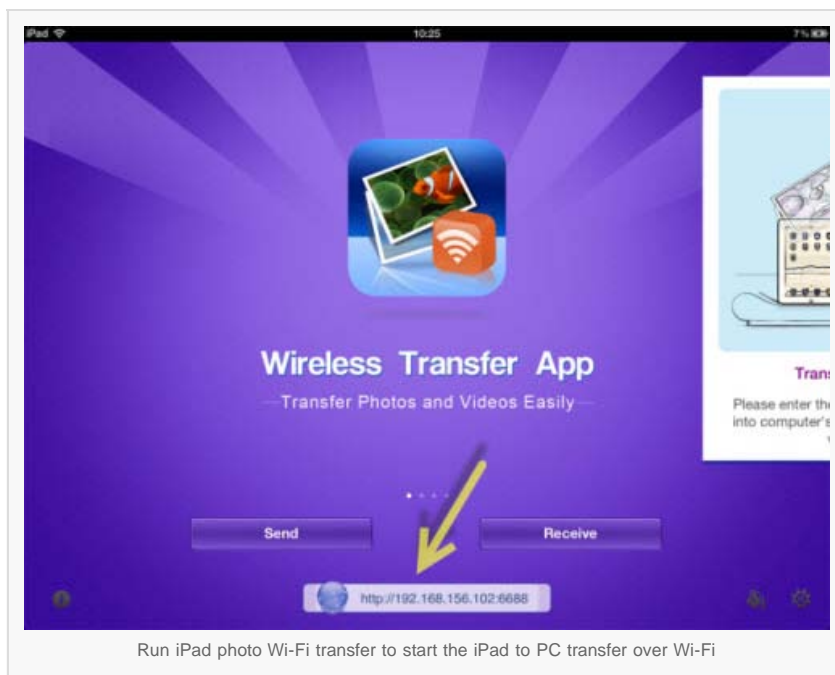 iPad
10:25
7%
Wireless Transfer App
Transfer Photos and Videos Easily
Trans
Please enter the
into computer's
Send
Receive
http://192.168.156.102:6688
Run iPad photo Wi-Fi transfer to start the iPad to PC transfer over Wi-Fi